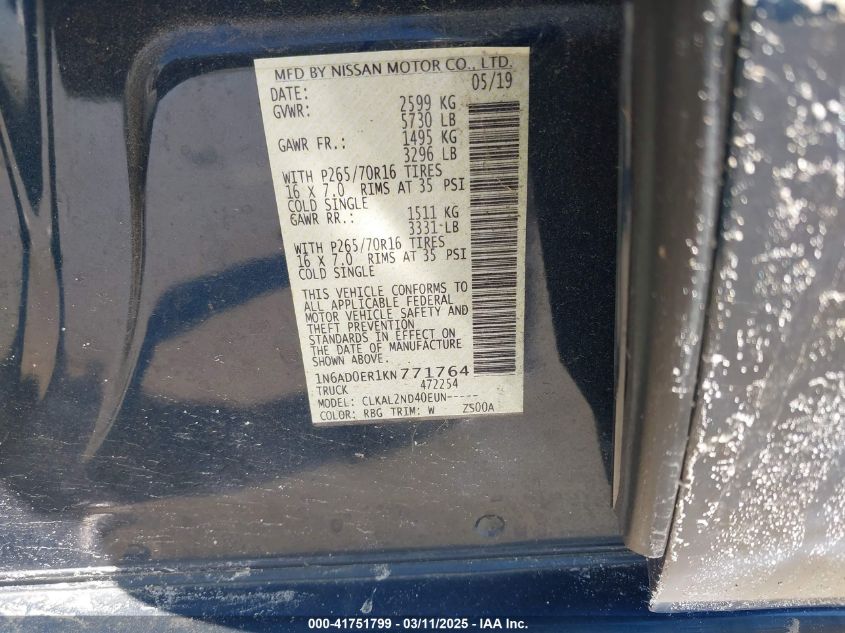 MFD BY NISSAN MOTOR CO., LTD.
DATE: 05/19
GVWR: 2599 KG
5730 LB
GAWR FR.: 1495 KG
3296 LB
WITH P265/70R16 TIRES
16 X 7.0 RIMS AT 35 PSI
COLD SINGLE
GAWR RR.: 1511 KG
3331-LB
WITH P265/70R16 TIRES
16 X 7.0 RIMS AT 35 PSI
COLD SINGLE
THIS VEHICLE CONFORMS TO
ALL APPLICABLE FEDERAL
MOTOR VEHICLE SAFETY AND
THEFT PREVENTION
STANDARDS IN EFFECT ON
THE DATE OF MANUFACTURE
SHOWN ABOVE.
1N6AD0ER1KN771764
TRUCK 472254
MODEL: CLKAL2ND40EUN-----
COLOR: RBG TRIM: W ZS00A
000-41751799 - 03/11/2025 - IAA Inc.